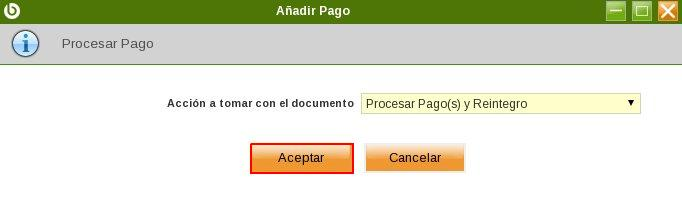 Añadir Pago
Procesar Pago
Acción a tomar con el documento Procesar Pago(s) y Reintegro
Aceptar Cancelar